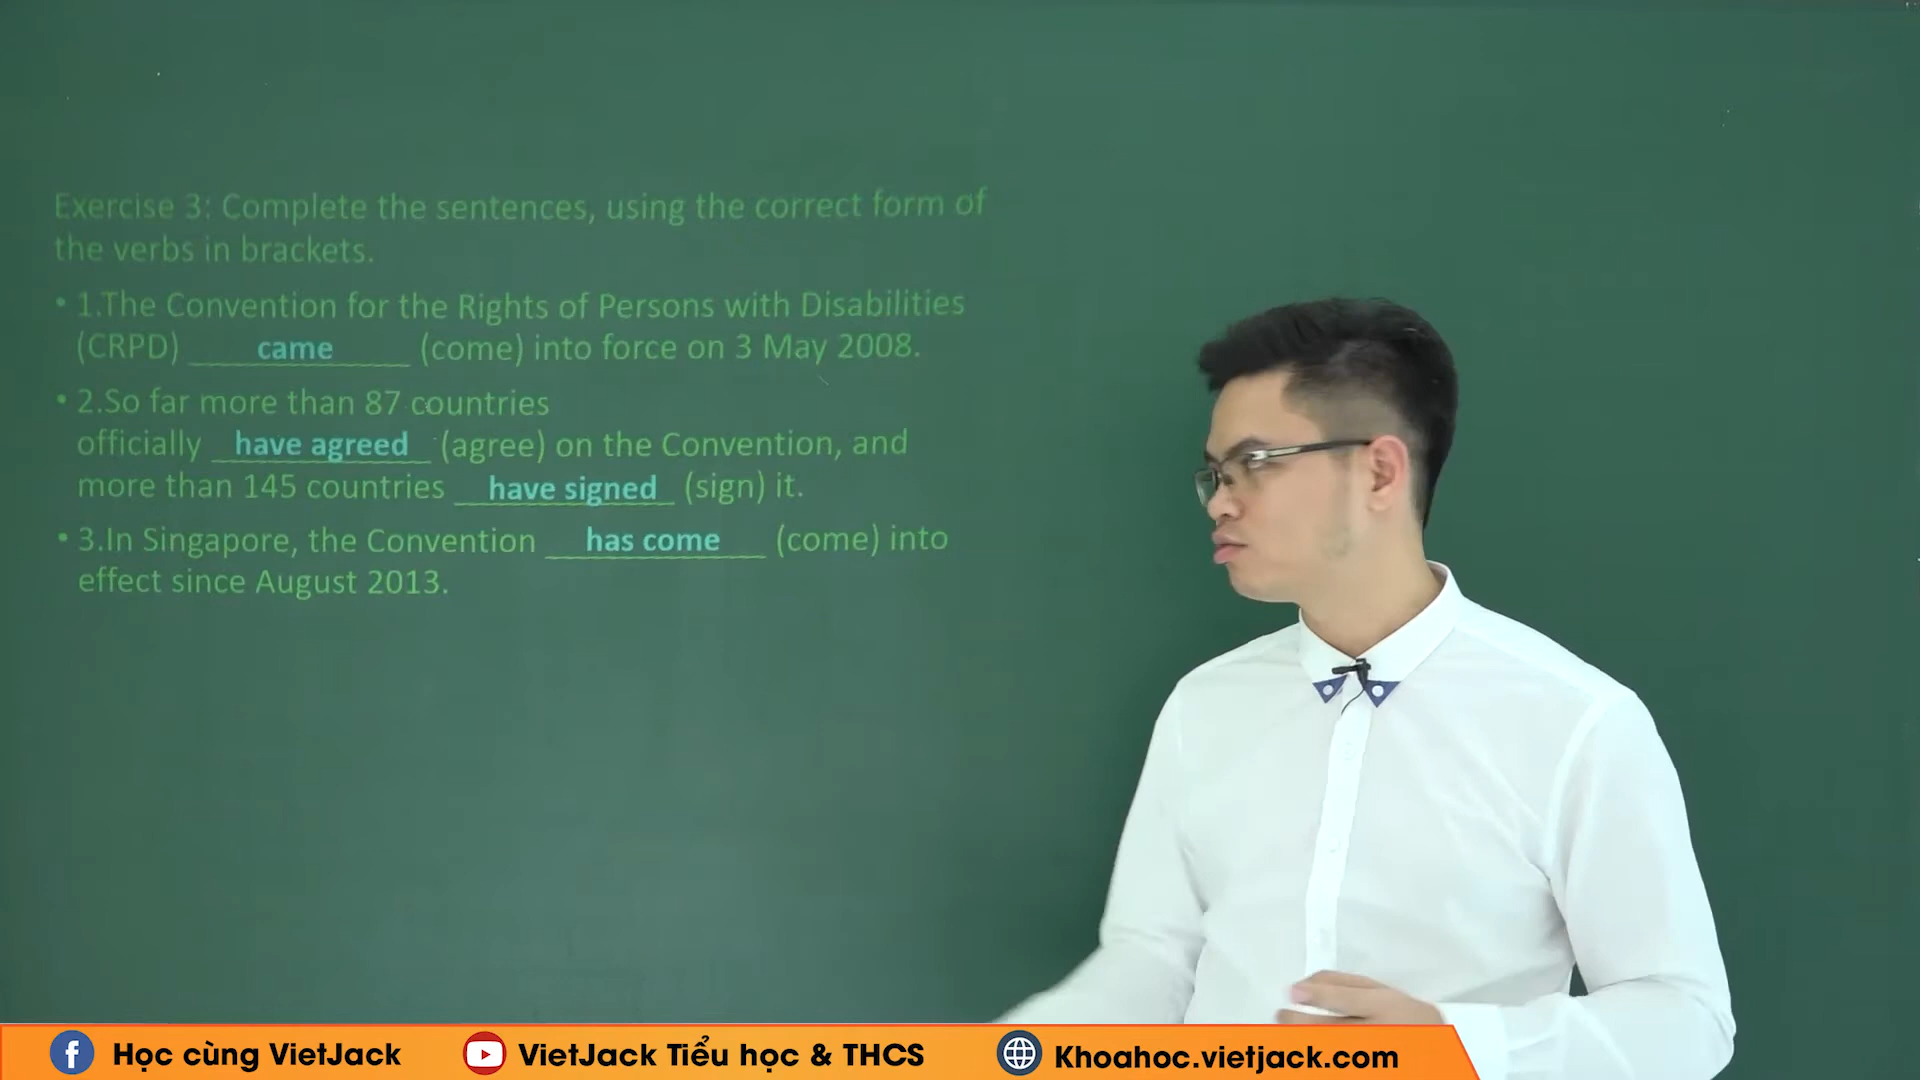 Exercise 3: Complete the sentences, using the correct form of
the verbs in brackets.
• 1.The Convention for the Rights of Persons with Disabilities
(CRPD) ____________ came ____________ (come) into force on 3 May 2008.
• 2.So far more than 87 countries
officially have agreed (agree) on the Convention, and
more than 145 countries have signed (sign) it.
• 3.In Singapore, the Convention has come (come) into
effect since August 2013.
Học cùng VietJack
VietJack Tiểu học & THCS
Khoahoc.vietjack.com